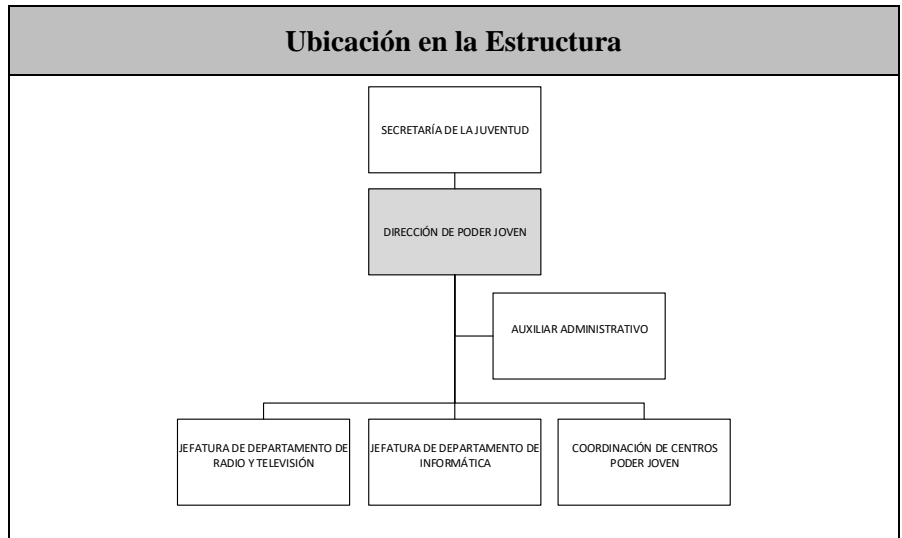 Ubicación en la Estructura
SECRETARÍA DE LA JUVENTUD
DIRECCIÓN DE PODER JOVEN
AUXILIAR ADMINISTRATIVO
JEFATURA DE DEPARTAMENTO DE
RADIO Y TELEVISIÓN
JEFATURA DE DEPARTAMENTO DE
INFORMÁTICA
COORDINACIÓN DE CENTROS
PODER JOVEN